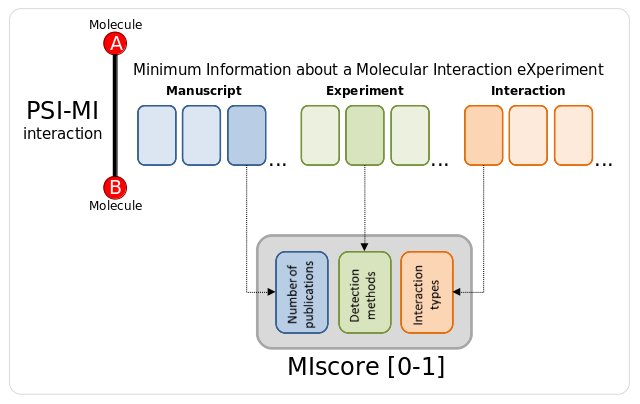 Molecule
A
Minimum Information about a Molecular Interaction eXperiment
Manuscript
Experiment
Interaction
PSI-MI
interaction
...
...
...
B
Molecule
Number of
publications
Detection
methods
Interaction
types
MIscore [0-1]